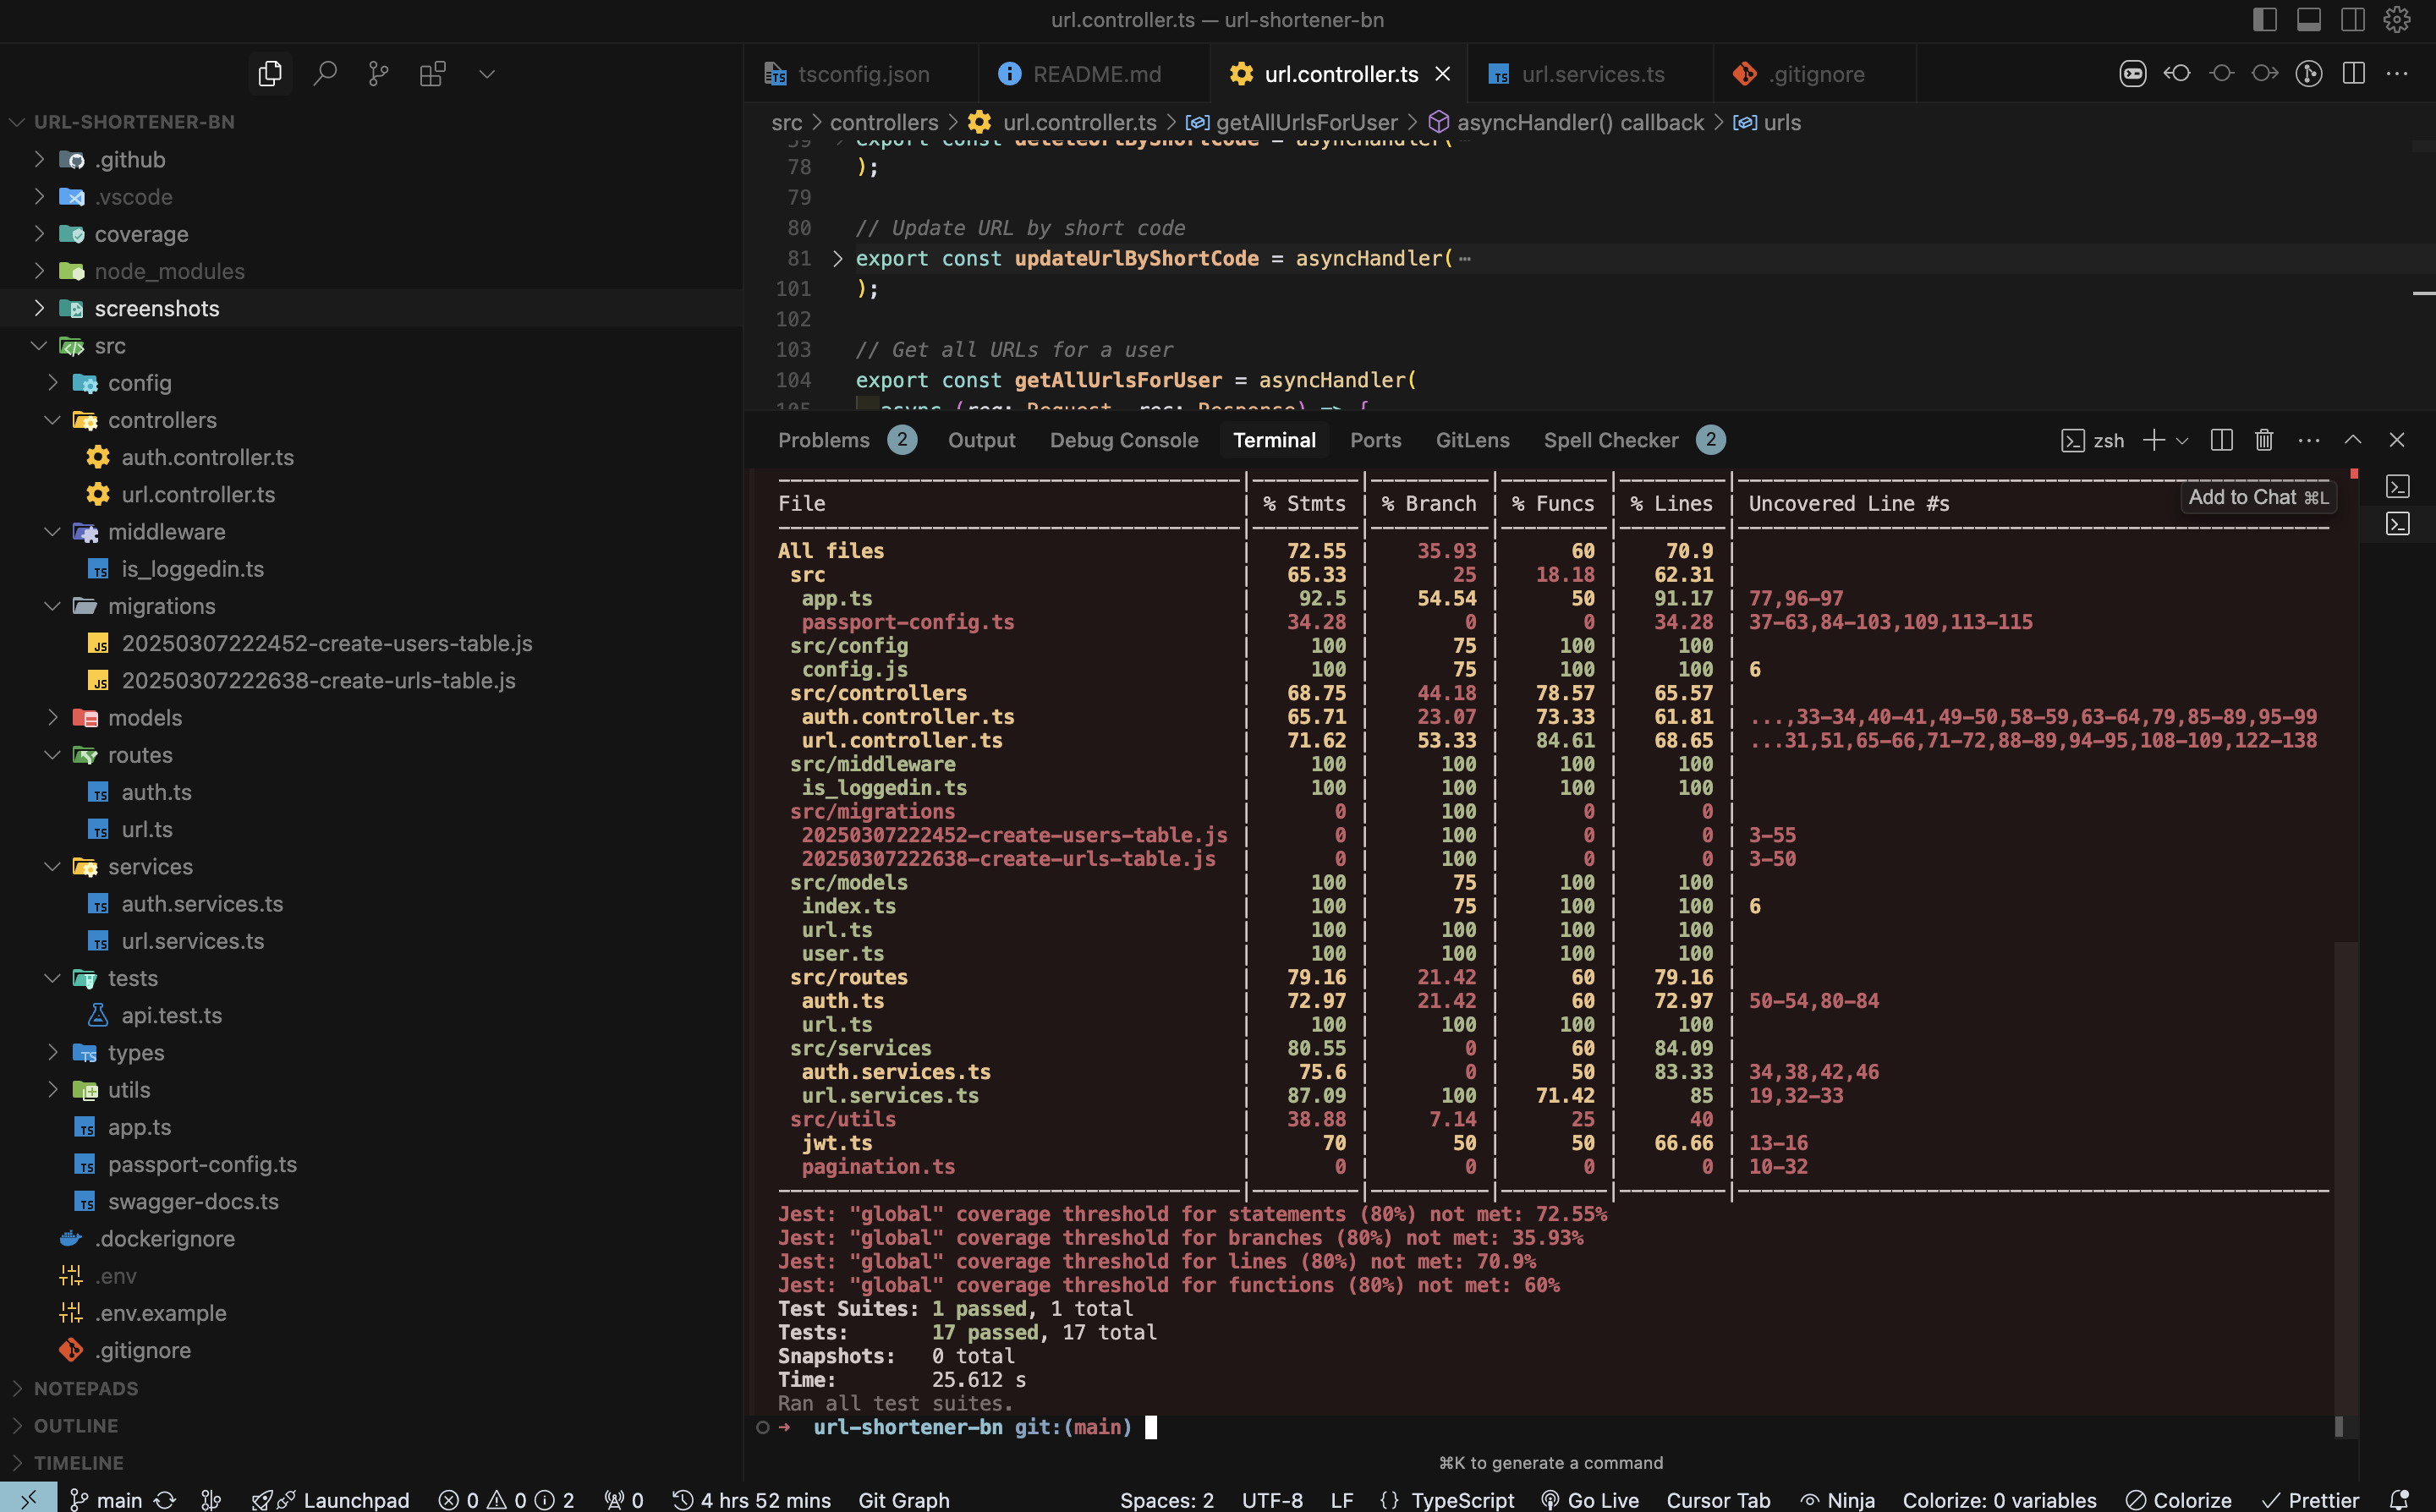 url.controller.ts — url-shortener-bn
tsconfig.json
README.md
url.controller.ts
url.services.ts
.gitignore
src > controllers > url.controller.ts > getAllUrlsForUser > asyncHandler() callback > urls
URL-SHORTENER-BN
.github
.vscode
coverage
node_modules
screenshots
src
config
controllers
auth.controller.ts
url.controller.ts
middleware
is_loggedin.ts
migrations
20250307222452-create-users-table.js
20250307222638-create-urls-table.js
models
routes
auth.ts
url.ts
services
auth.services.ts
url.services.ts
tests
api.test.ts
types
utils
app.ts
passport-config.ts
swagger-docs.ts
.dockerignore
.env
.env.example
.gitignore
NOTEPADS
OUTLINE
TIMELINE
59 export const deleteUrlByShortCode = asyncHandler(
78 );
79
80 // Update URL by short code
81 export const updateUrlByShortCode = asyncHandler(
101 );
102
103 // Get all URLs for a user
104 export const getAllUrlsForUser = asyncHandler(
105 async (req: Request, res: Response) => {
Problems 2 Output Debug Console Terminal Ports GitLens Spell Checker 2
zsh
Add to Chat ⌘L
File | % Stmts | % Branch | % Funcs | % Lines | Uncovered Line #s
All files | 72.55 | 35.93 | 60 | 70.9 |
src | 65.33 | 25 | 18.18 | 62.31 |
app.ts | 92.5 | 54.54 | 50 | 91.17 | 77,96-97
passport-config.ts | 34.28 | 0 | 0 | 34.28 | 37-63,84-103,109,113-115
src/config | 100 | 75 | 100 | 100 |
config.js | 100 | 75 | 100 | 100 | 6
src/controllers | 68.75 | 44.18 | 78.57 | 65.57 |
auth.controller.ts | 65.71 | 23.07 | 73.33 | 61.81 | ...,33-34,40-41,49-50,58-59,63-64,79,85-89,95-99
url.controller.ts | 71.62 | 53.33 | 84.61 | 68.65 | ...31,51,65-66,71-72,88-89,94-95,108-109,122-138
src/middleware | 100 | 100 | 100 | 100 |
is_loggedin.ts | 100 | 100 | 100 | 100 |
src/migrations | 0 | 100 | 0 | 0 |
20250307222452-create-users-table.js | 0 | 100 | 0 | 0 | 3-55
20250307222638-create-urls-table.js | 0 | 100 | 0 | 0 | 3-50
src/models | 100 | 75 | 100 | 100 |
index.ts | 100 | 75 | 100 | 100 | 6
url.ts | 100 | 100 | 100 | 100 |
user.ts | 100 | 100 | 100 | 100 |
src/routes | 79.16 | 21.42 | 60 | 79.16 |
auth.ts | 72.97 | 21.42 | 60 | 72.97 | 50-54,80-84
url.ts | 100 | 100 | 100 | 100 |
src/services | 80.55 | 0 | 60 | 84.09 |
auth.services.ts | 75.6 | 0 | 50 | 83.33 | 34,38,42,46
url.services.ts | 87.09 | 100 | 71.42 | 85 | 19,32-33
src/utils | 38.88 | 7.14 | 25 | 40 |
jwt.ts | 70 | 50 | 50 | 66.66 | 13-16
pagination.ts | 0 | 0 | 0 | 0 | 10-32
Jest: "global" coverage threshold for statements (80%) not met: 72.55%
Jest: "global" coverage threshold for branches (80%) not met: 35.93%
Jest: "global" coverage threshold for lines (80%) not met: 70.9%
Jest: "global" coverage threshold for functions (80%) not met: 60%
Test Suites: 1 passed, 1 total
Tests: 17 passed, 17 total
Snapshots: 0 total
Time: 25.612 s
Ran all test suites.
➜ url-shortener-bn git:(main)
⌘K to generate a command
main Launchpad 0 0 2 0 4 hrs 52 mins Git Graph Spaces: 2 UTF-8 LF {} TypeScript Go Live Cursor Tab Ninja Colorize: 0 variables Colorize Prettier